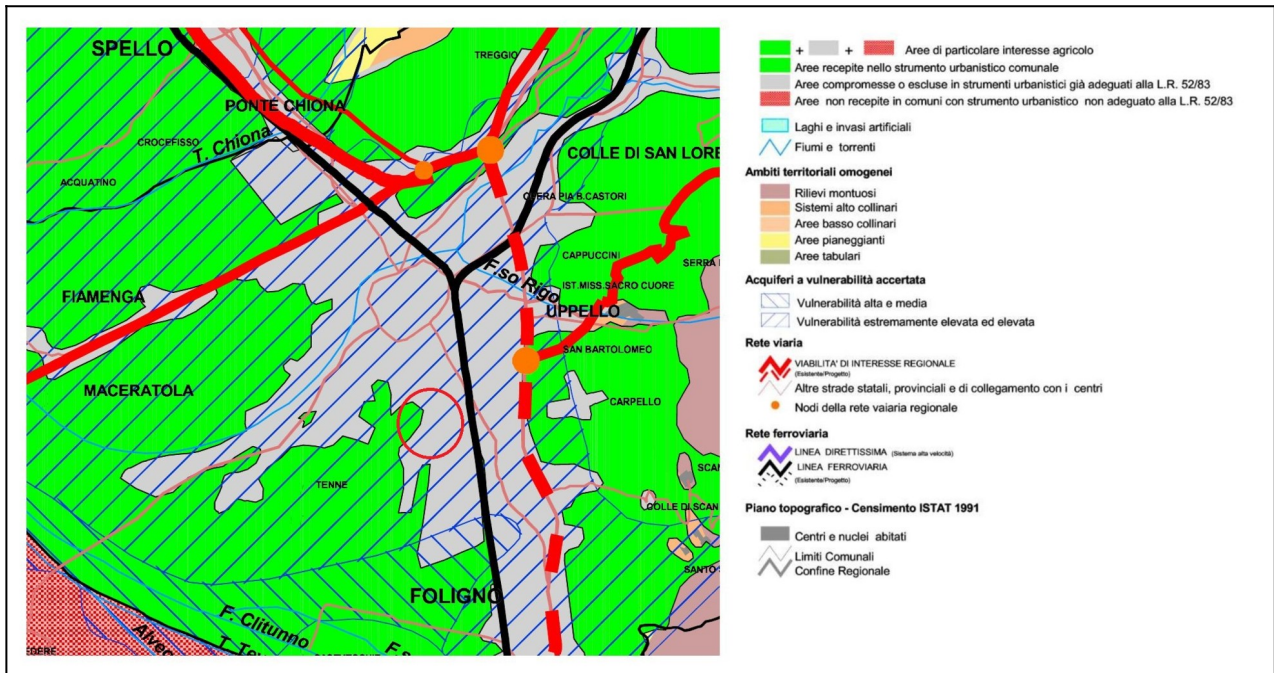 SPELLO
TREGGIO
PONTE CHIONA
CROCEFISSO
T. Chiona
COLLE DI SAN LORE
ACQUATINO
OPERA PIA B.CASTORI
CAPPUCCINI
SERRA
F.so Rigo
IST.MISS.SACRO CUORE
FIAMENGA
UPPELLO
SAN BARTOLOMEO
MACERATOLA
CARPELLO
SCAN
TENNE
COLLE DI SCAN
SANTO
FOLIGNO
F. Clitunno
Alveo
T. Te
F.s
EDERE
+ + Aree di particolare interesse agricolo
Aree recepite nello strumento urbanistico comunale
Aree compromesse o escluse in strumenti urbanistici già adeguati alla L.R. 52/83
Aree non recepite in comuni con strumento urbanistico non adeguato alla L.R. 52/83
Laghi e invasi artificiali
Fiumi e torrenti
Ambiti territoriali omogenei
Rilievi montuosi
Sistemi alto collinari
Aree basso collinari
Aree pianeggianti
Aree tabulari
Acquiferi a vulnerabilità accertata
Vulnerabilità alta e media
Vulnerabilità estremamente elevata ed elevata
Rete viaria
VIABILITA' DI INTERESSE REGIONALE
(Esistente/Progetto)
Altre strade statali, provinciali e di collegamento con i centri
Nodi della rete vaiaria regionale
Rete ferroviaria
LINEA DIRETTISSIMA (Sistema alta velocità)
LINEA FERROVIARIA
(Esistente/Progetto)
Piano topografico - Censimento ISTAT 1991
Centri e nuclei abitati
Limiti Comunali
Confine Regionale